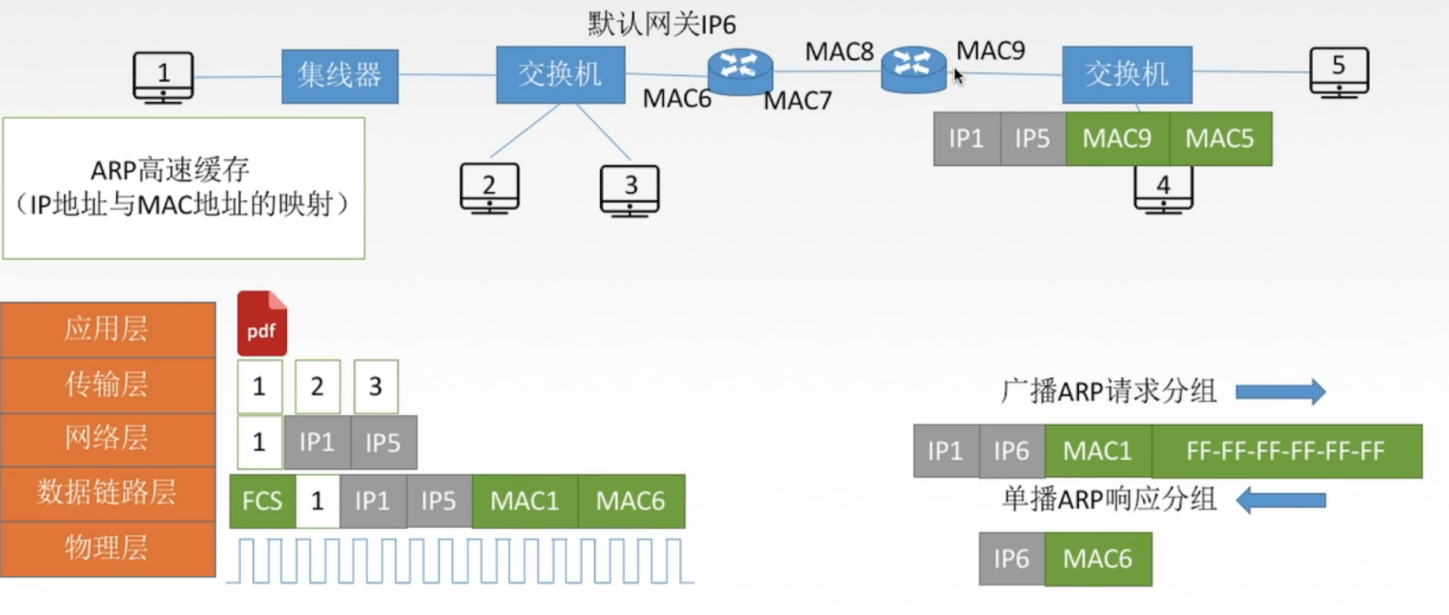 默认网关IP6
1
集线器
交换机
MAC6
MAC7
MAC8
MAC9
交换机
5
IP1 IP5 MAC9 MAC5
2
3
4
ARP高速缓存
（IP地址与MAC地址的映射）
应用层
pdf
传输层
1 2 3
网络层
1 IP1 IP5
数据链路层
FCS 1 IP1 IP5 MAC1 MAC6
物理层
广播ARP请求分组
IP1 IP6 MAC1 FF-FF-FF-FF-FF-FF
单播ARP响应分组
IP6 MAC6